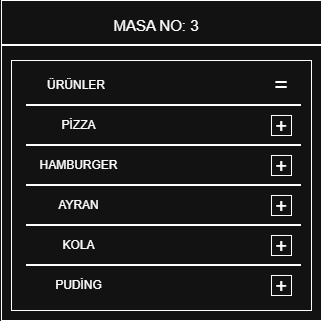 MASA NO: 3
ÜRÜNLER =
PİZZA +
HAMBURGER +
AYRAN +
KOLA +
PUDİNG +